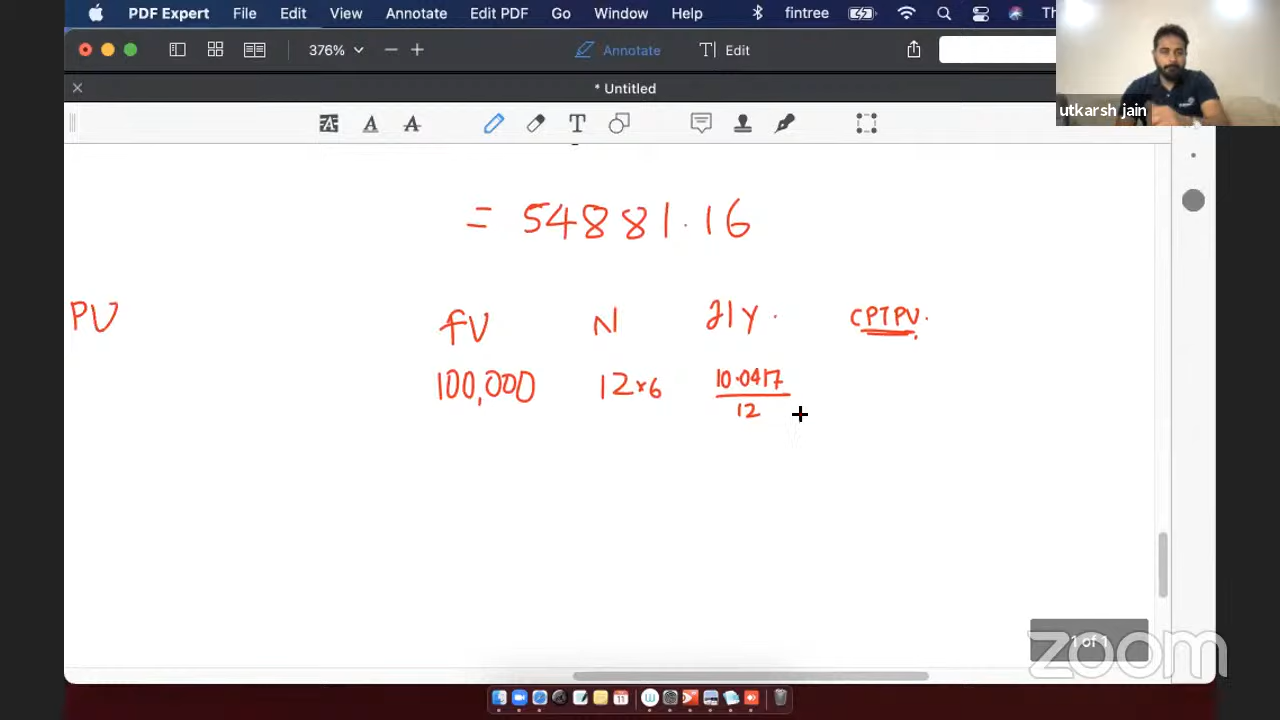 PDF Expert File Edit View Annotate Edit PDF Go Window Help fintree
376% Annotate T Edit
utkarsh jain
* Untitled
= 54881.16
PV FV N I/Y CPT PV
100,000 12*6 10.0417
12
1 of 1
zoom